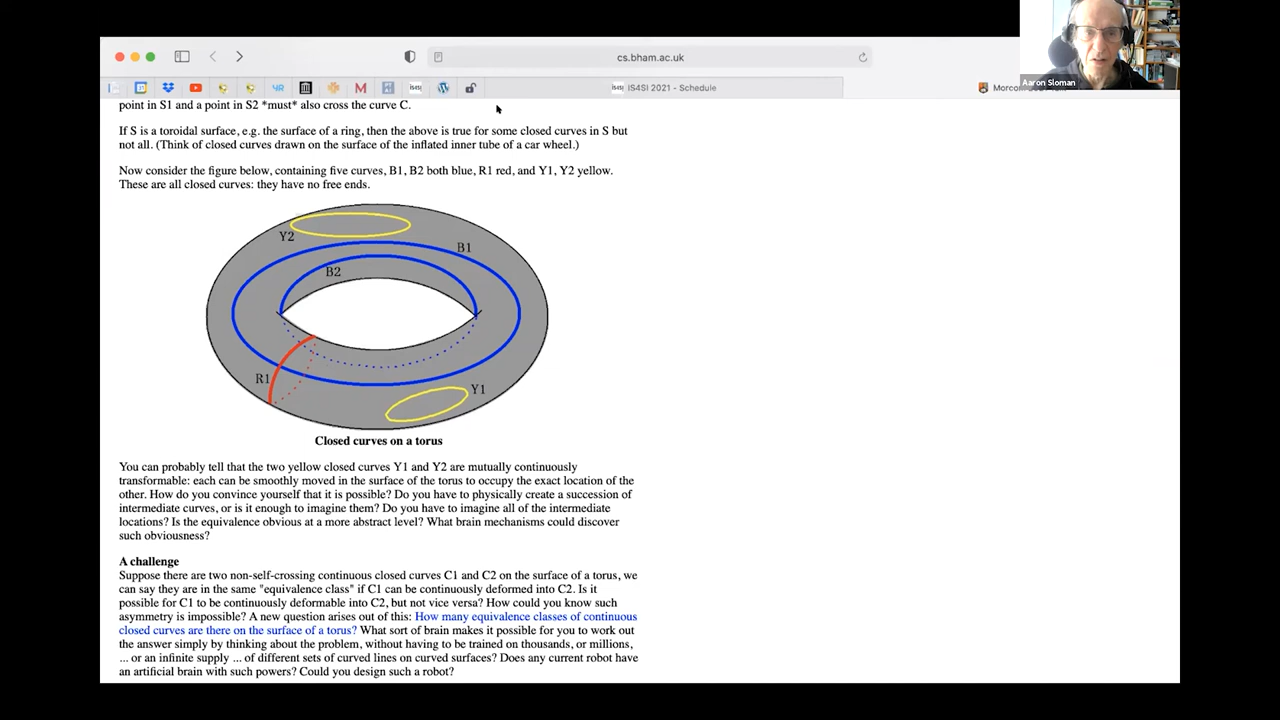 cs.bham.ac.uk
Aaron Sloman
IS4SI 2021 - Schedule
point in S1 and a point in S2 *must* also cross the curve C.
If S is a toroidal surface, e.g. the surface of a ring, then the above is true for some closed curves in S but
not all. (Think of closed curves drawn on the surface of the inflated inner tube of a car wheel.)
Now consider the figure below, containing five curves, B1, B2 both blue, R1 red, and Y1, Y2 yellow.
These are all closed curves: they have no free ends.
Y2
B1
B2
R1
Y1
Closed curves on a torus
You can probably tell that the two yellow closed curves Y1 and Y2 are mutually continuously
transformable: each can be smoothly moved in the surface of the torus to occupy the exact location of the
other. How do you convince yourself that it is possible? Do you have to physically create a succession of
intermediate curves, or is it enough to imagine them? Do you have to imagine all of the intermediate
locations? Is the equivalence obvious at a more abstract level? What brain mechanisms could discover
such obviousness?
A challenge
Suppose there are two non-self-crossing continuous closed curves C1 and C2 on the surface of a torus, we
can say they are in the same "equivalence class" if C1 can be continuously deformed into C2. Is it
possible for C1 to be continuously deformable into C2, but not vice versa? How could you know such
asymmetry is impossible? A new question arises out of this: How many equivalence classes of continuous
closed curves are there on the surface of a torus? What sort of brain makes it possible for you to work out
the answer simply by thinking about the problem, without having to be trained on thousands, or millions,
... or an infinite supply ... of different sets of curved lines on curved surfaces? Does any current robot have
an artificial brain with such powers? Could you design such a robot?